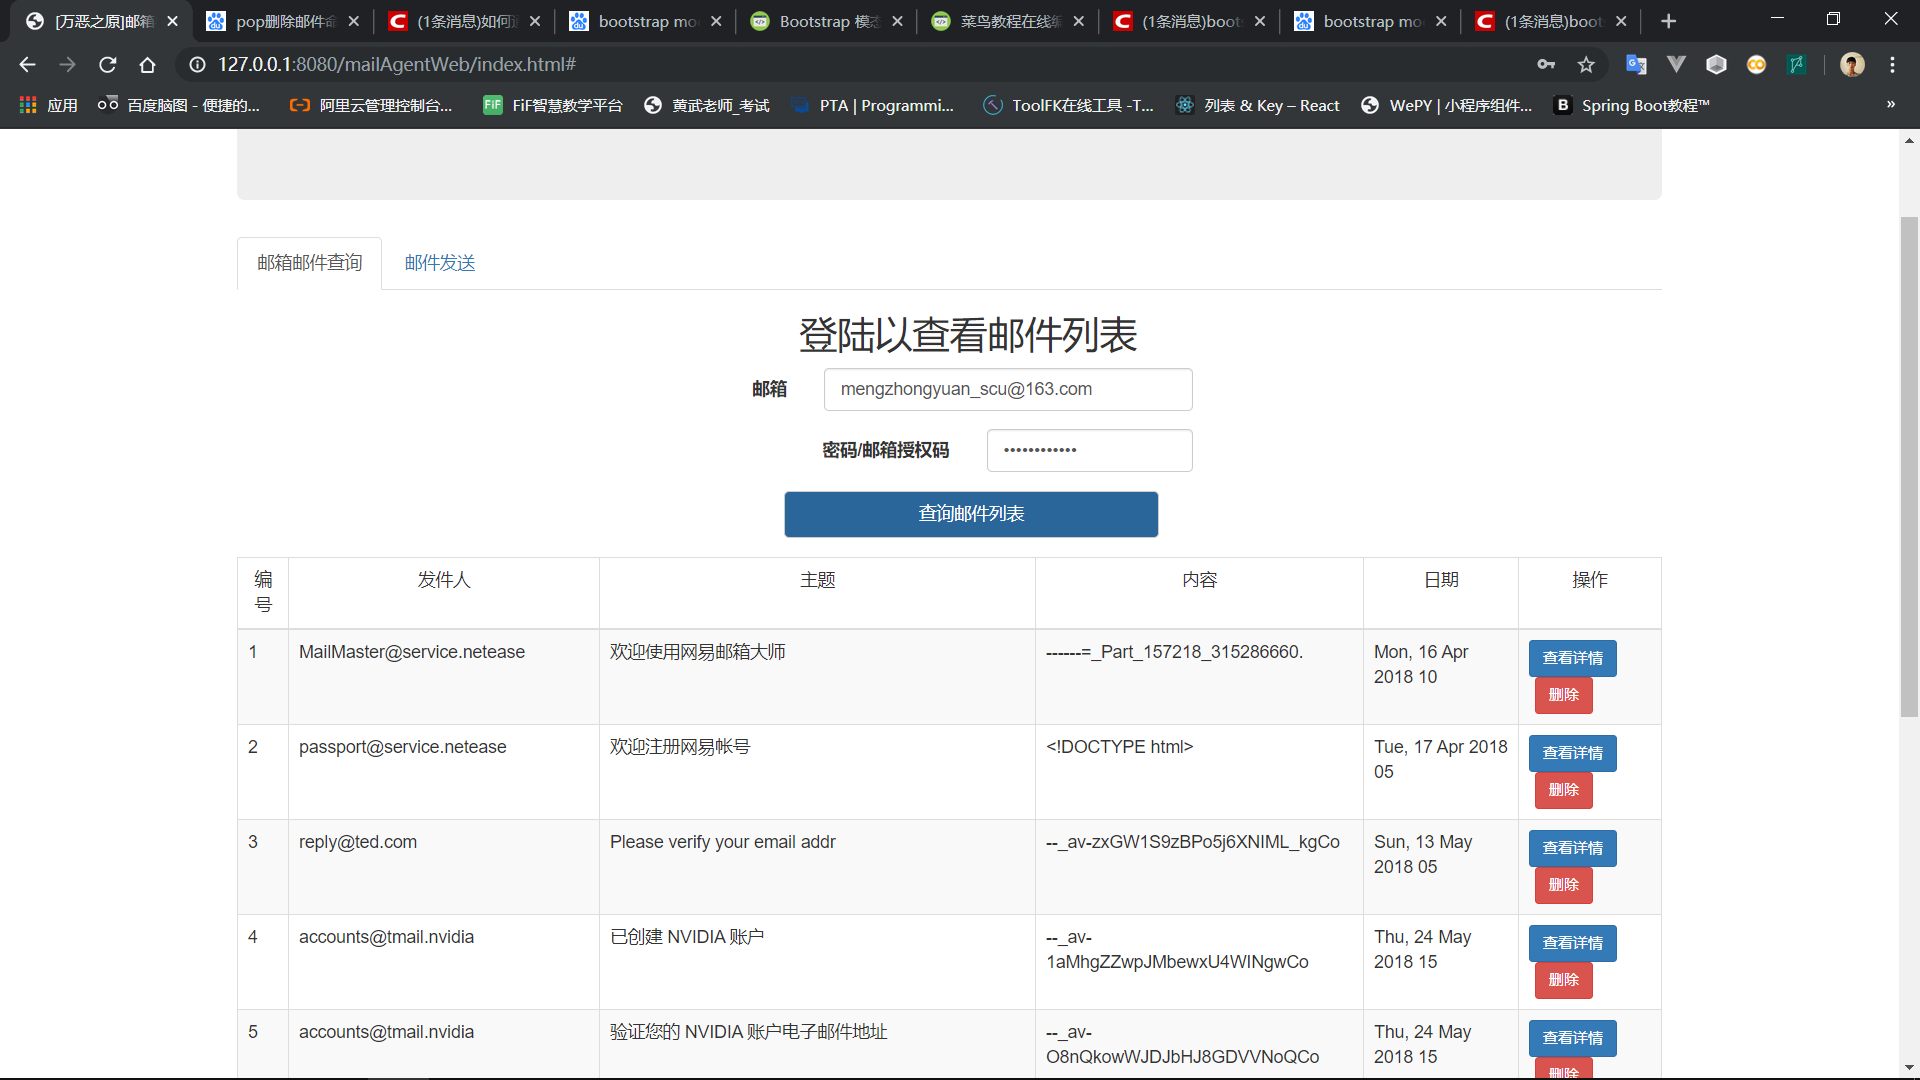 [万恶之原]邮箱
pop删除邮件命
(1条消息)如何
bootstrap mo
Bootstrap 模态
菜鸟教程在线编
(1条消息)boot
bootstrap mo
(1条消息)boot
127.0.0.1:8080/mailAgentWeb/index.html#
应用
百度脑图 - 便捷的...
阿里云管理控制台...
FiF智慧教学平台
黄武老师_考试
PTA | Programmi...
ToolFK在线工具 -T...
列表 & Key – React
WePY | 小程序组件...
Spring Boot教程™
»
邮箱邮件查询
邮件发送
登陆以查看邮件列表
邮箱
mengzhongyuan_scu@163.com
密码/邮箱授权码
••••••••••••
查询邮件列表
编号 发件人 主题 内容 日期 操作
1 MailMaster@service.netease 欢迎使用网易邮箱大师 ------=_Part_157218_315286660. Mon, 16 Apr 2018 10 查看详情
删除
2 passport@service.netease 欢迎注册网易帐号 <!DOCTYPE html> Tue, 17 Apr 2018 05 查看详情
删除
3 reply@ted.com Please verify your email addr --_av-zxGW1S9zBPo5j6XNIML_kgCo Sun, 13 May 2018 05 查看详情
删除
4 accounts@tmail.nvidia 已创建 NVIDIA 账户 --_av-1aMhgZZwpJMbewxU4WINgwCo Thu, 24 May 2018 15 查看详情
删除
5 accounts@tmail.nvidia 验证您的 NVIDIA 账户电子邮件地址 --_av-O8nQkowWJDJbHJ8GDVVNoQCo Thu, 24 May 2018 15 查看详情
删除